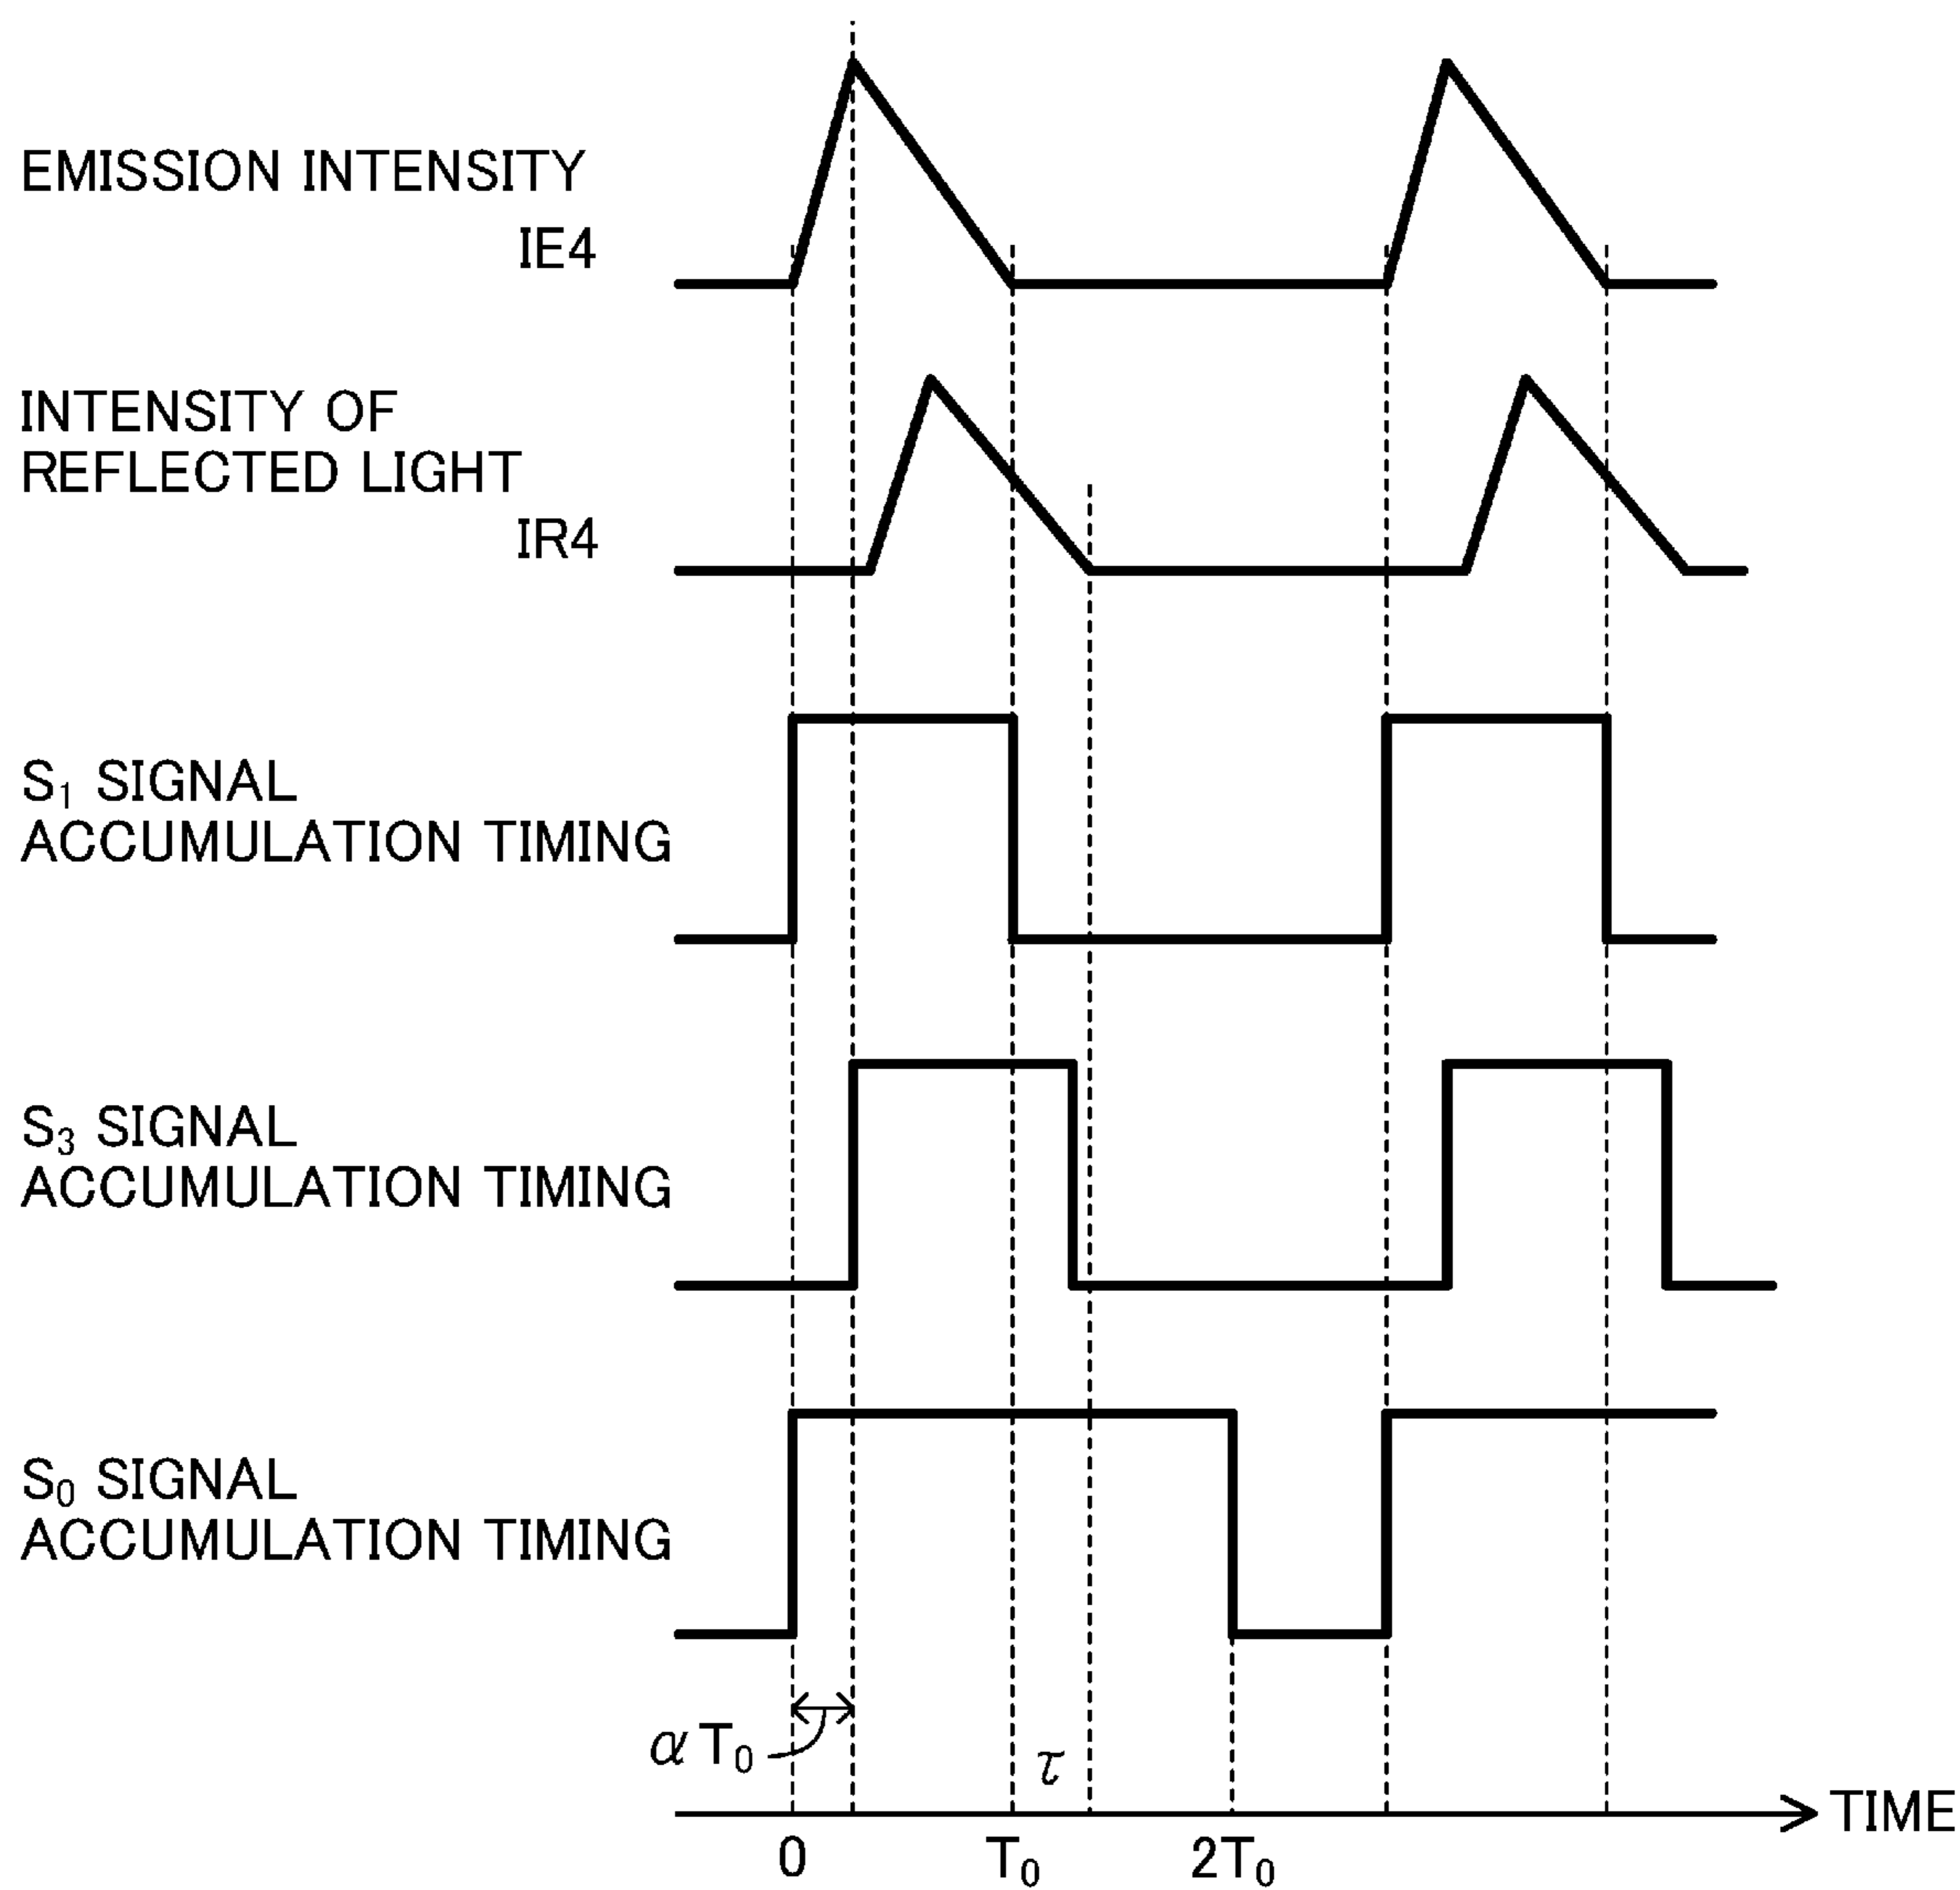 EMISSION INTENSITY
IE4
INTENSITY OF
REFLECTED LIGHT
IR4
S₁ SIGNAL
ACCUMULATION TIMING
S₃ SIGNAL
ACCUMULATION TIMING
S₀ SIGNAL
ACCUMULATION TIMING
αT₀
τ
TIME
0 T₀ 2T₀